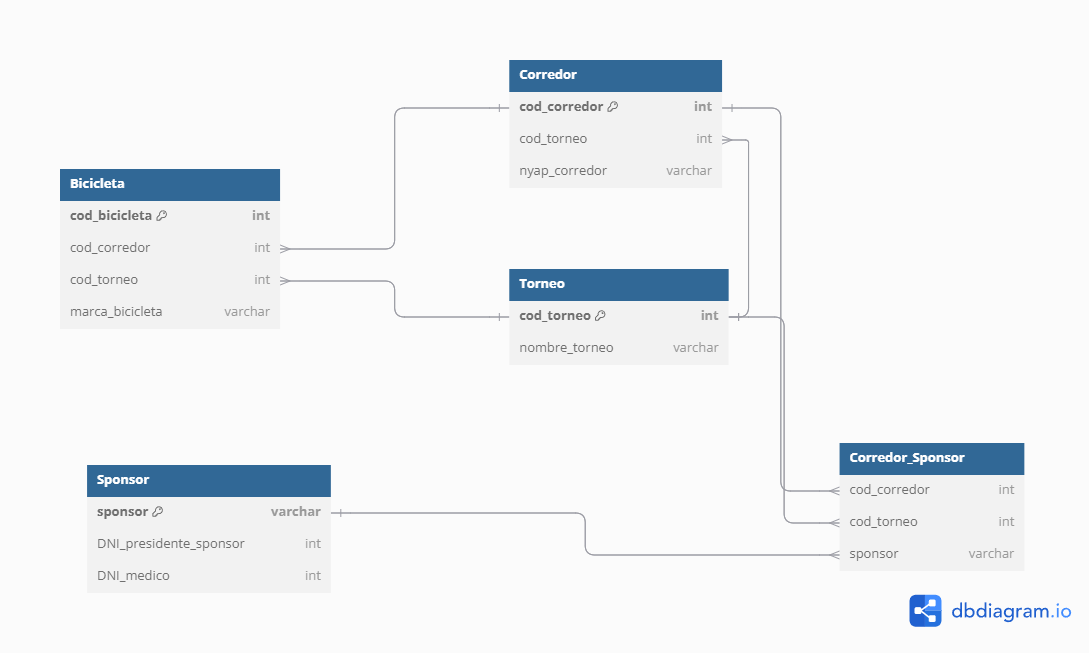 Corredor
cod_corredor int
cod_torneo int
nyap_corredor varchar
Bicicleta
cod_bicicleta int
cod_corredor int
cod_torneo int
marca_bicicleta varchar
Torneo
cod_torneo int
nombre_torneo varchar
Sponsor
sponsor varchar
DNI_presidente_sponsor int
DNI_medico int
Corredor_Sponsor
cod_corredor int
cod_torneo int
sponsor varchar
dbdiagram.io